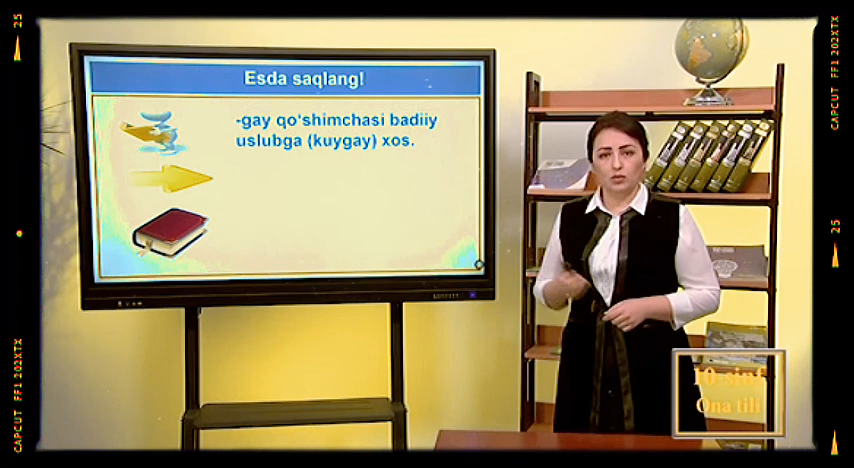 25
CAPCUT FF1 202XTX
Esda saqlang!
-gay qo‘shimchasi badiiy
uslubga (kuygay) xos.
10-sinf
Ona tili
CAPCUT FF1 202XTX
25